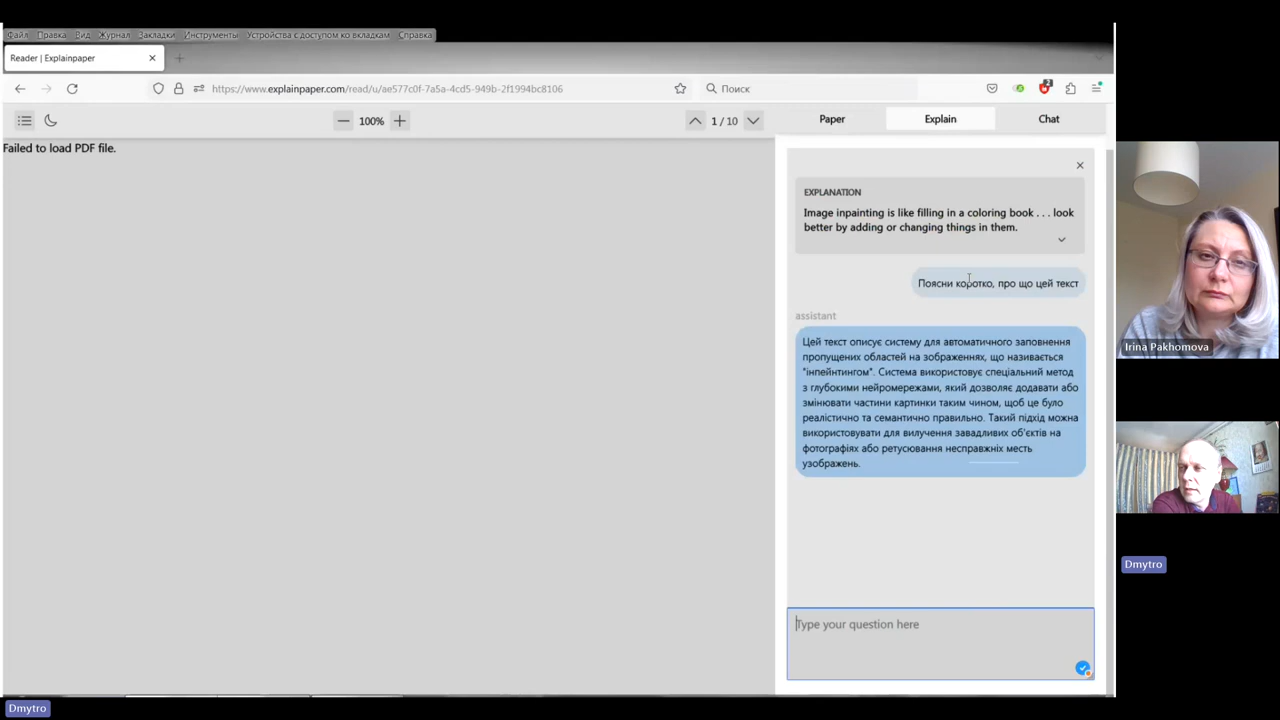 Файл Правка Вид Журнал Закладки Инструменты Устройства с доступом ко вкладкам Справка
Reader | Explainpaper
https://www.explainpaper.com/read/u/ae577c0f-7a5a-4cd5-949b-2f1994bc8106
Поиск
2
100%
1 / 10
Paper Explain Chat
Failed to load PDF file.
EXPLANATION
Image inpainting is like filling in a coloring book . . . look
better by adding or changing things in them.
Поясни коротко, про що цей текст
assistant
Цей текст описує систему для автоматичного заповнення
пропущених областей на зображеннях, що називається
"інпейнтингом". Система використовує спеціальний метод
з глубокими нейромережами, який дозволяє додавати або
змінювати частини картинки таким чином, щоб це було
реалістично та семантично правильно. Такий підхід можна
використовувати для вилучення завадливих об'єктів на
фотографіях або ретусювання несправжніх месть
узображень.
Type your question here
Irina Pakhomova
Dmytro
Dmytro